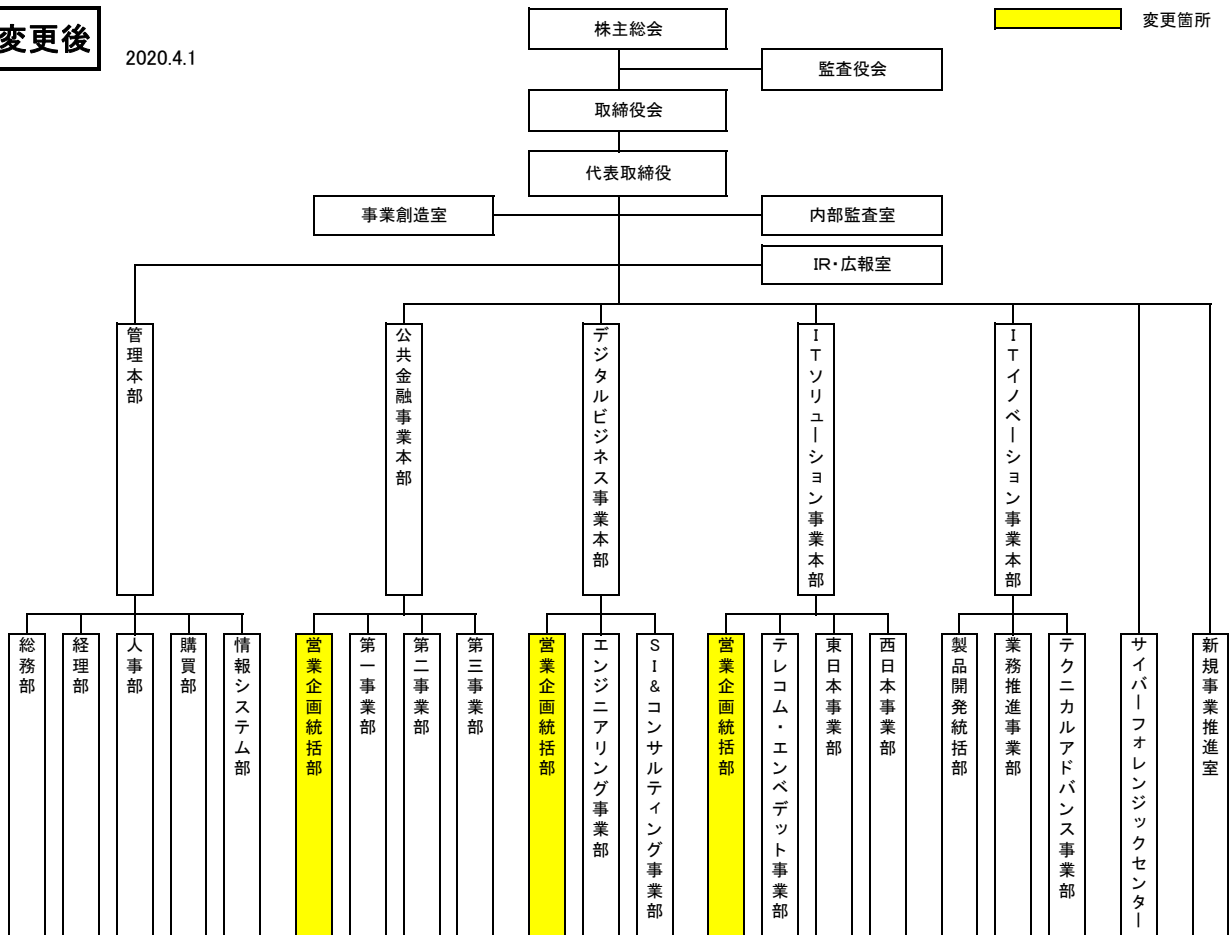 変更後
2020.4.1
変更箇所
株主総会
監査役会
取締役会
代表取締役
事業創造室
内部監査室
IR・広報室
管理本部
公共金融事業本部
デジタルビジネス事業本部
ITソリューション事業本部
ITイノベーション事業本部
総務部
経理部
人事部
購買部
情報システム部
営業企画統括部
第一事業部
第二事業部
第三事業部
営業企画統括部
エンジニアリング事業部
SI&コンサルティング事業部
営業企画統括部
テレコム・エンベデット事業部
東日本事業部
西日本事業部
製品開発統括部
業務推進事業部
テクニカルアドバンス事業部
サイバーフォレンジックセンター
新規事業推進室